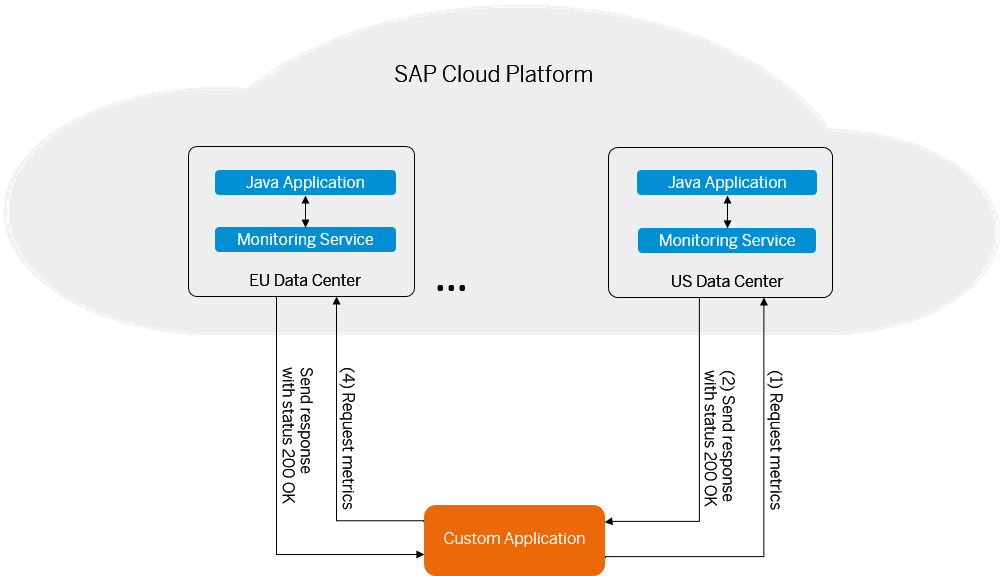 SAP Cloud Platform
Java Application
Monitoring Service
EU Data Center
...
Java Application
Monitoring Service
US Data Center
Send response
with status 200 OK
(4) Request metrics
(2) Send response
with status 200 OK
(1) Request metrics
Custom Application